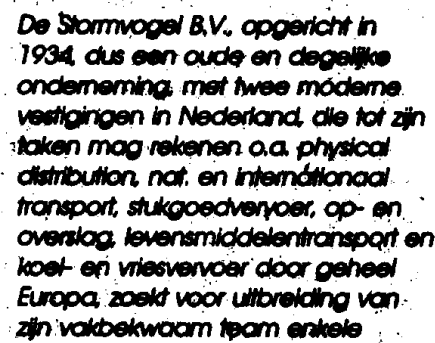 De Stormvogel B.V., opgericht in
1934, dus een oude en degelijke
onderneming, met twee moderne
vestigingen in Nederland, die tot zijn
taken mag rekenen o.a. physical
distribution, nat. en internationaal
transport, stukgoedvervoer, op- en
overslag, levensmiddelentransport en
koel- en vriesvervoer door geheel
Europa, zoekt voor uitbreiding van
zijn vakbekwaam team enkele